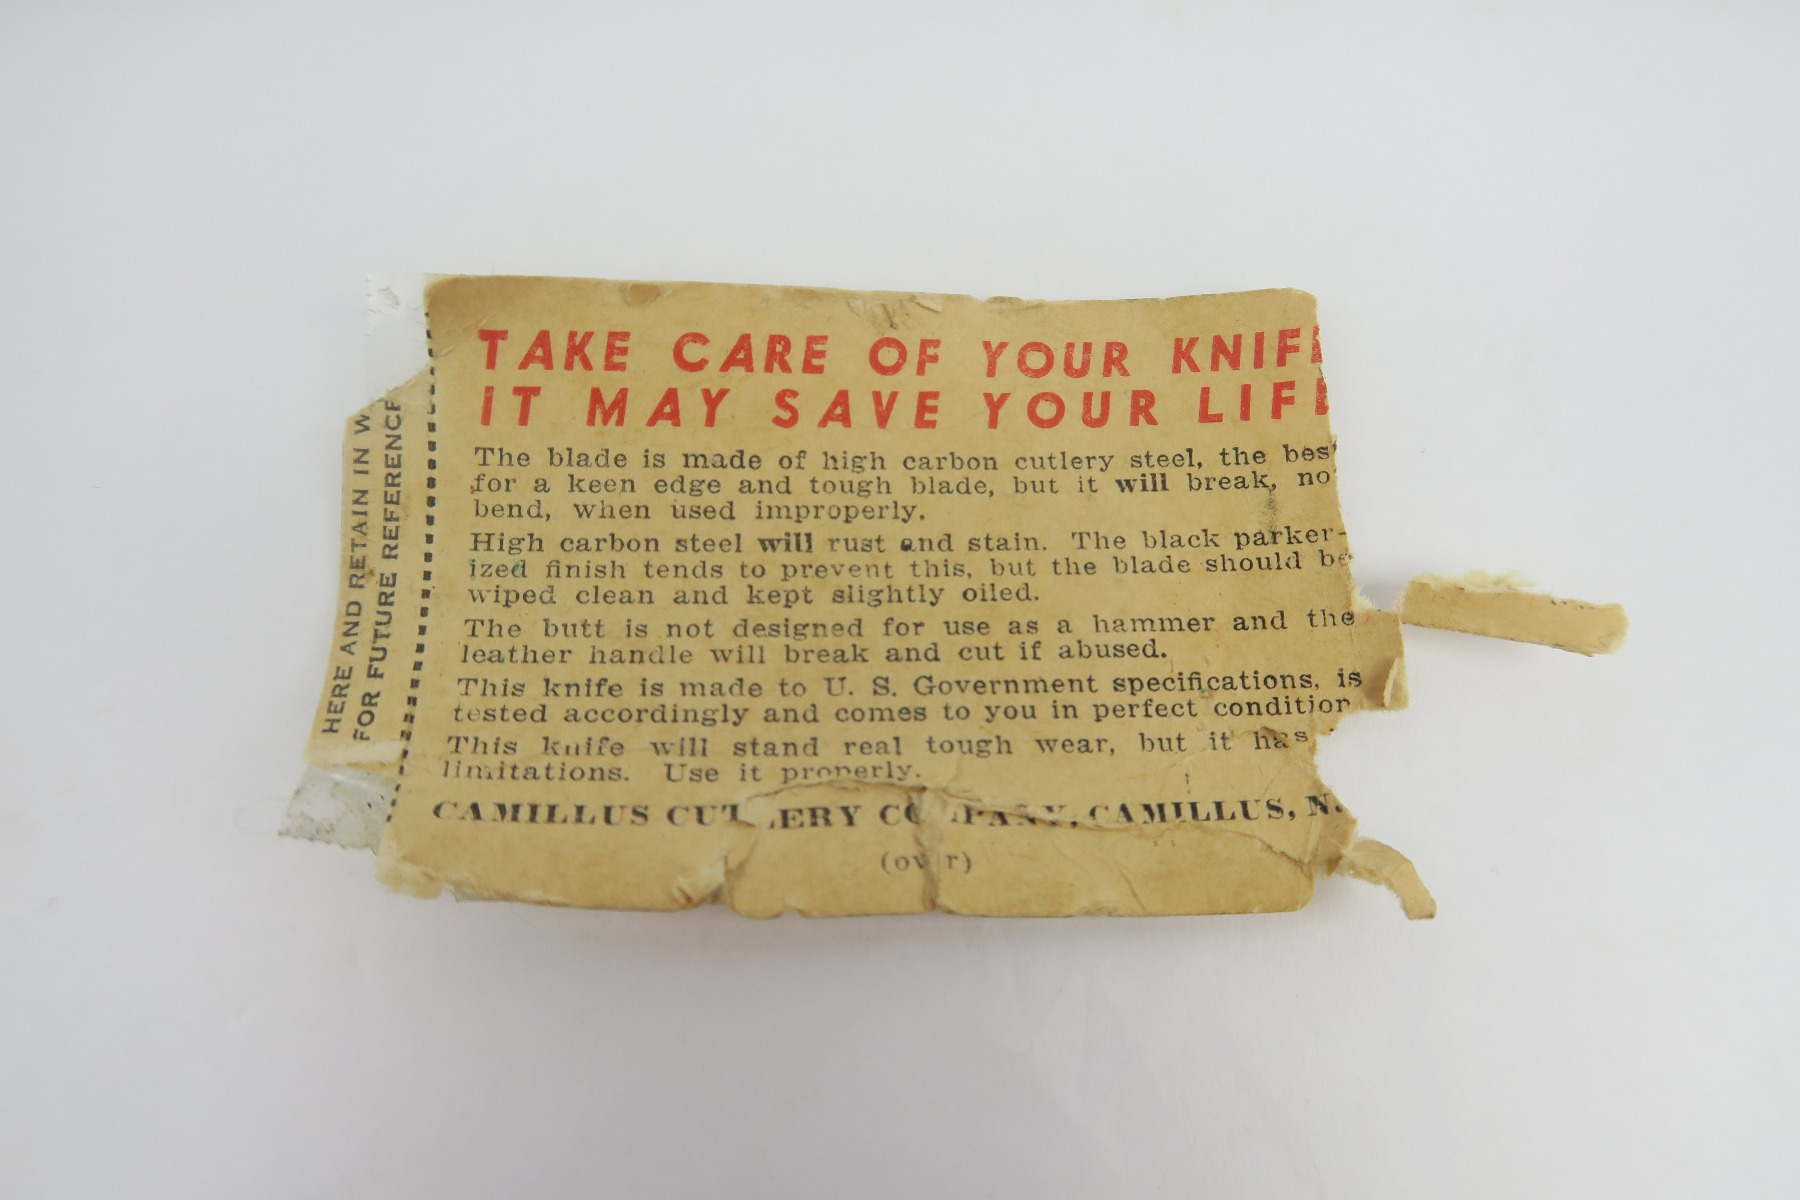 HERE AND RETAIN IN W
FOR FUTURE REFERENCE
TAKE CARE OF YOUR KNIFE
IT MAY SAVE YOUR LIFE
The blade is made of high carbon cutlery steel, the best
for a keen edge and tough blade, but it will break, no
bend, when used improperly.
High carbon steel will rust and stain. The black parker-
ized finish tends to prevent this, but the blade should be
wiped clean and kept slightly oiled.
The butt is not designed for use as a hammer and the
leather handle will break and cut if abused.
This knife is made to U. S. Government specifications, is
tested accordingly and comes to you in perfect condition
This knife will stand real tough wear, but it has
limitations. Use it properly.
CAMILLUS CUTLERY COMPANY, CAMILLUS, N.
(over)